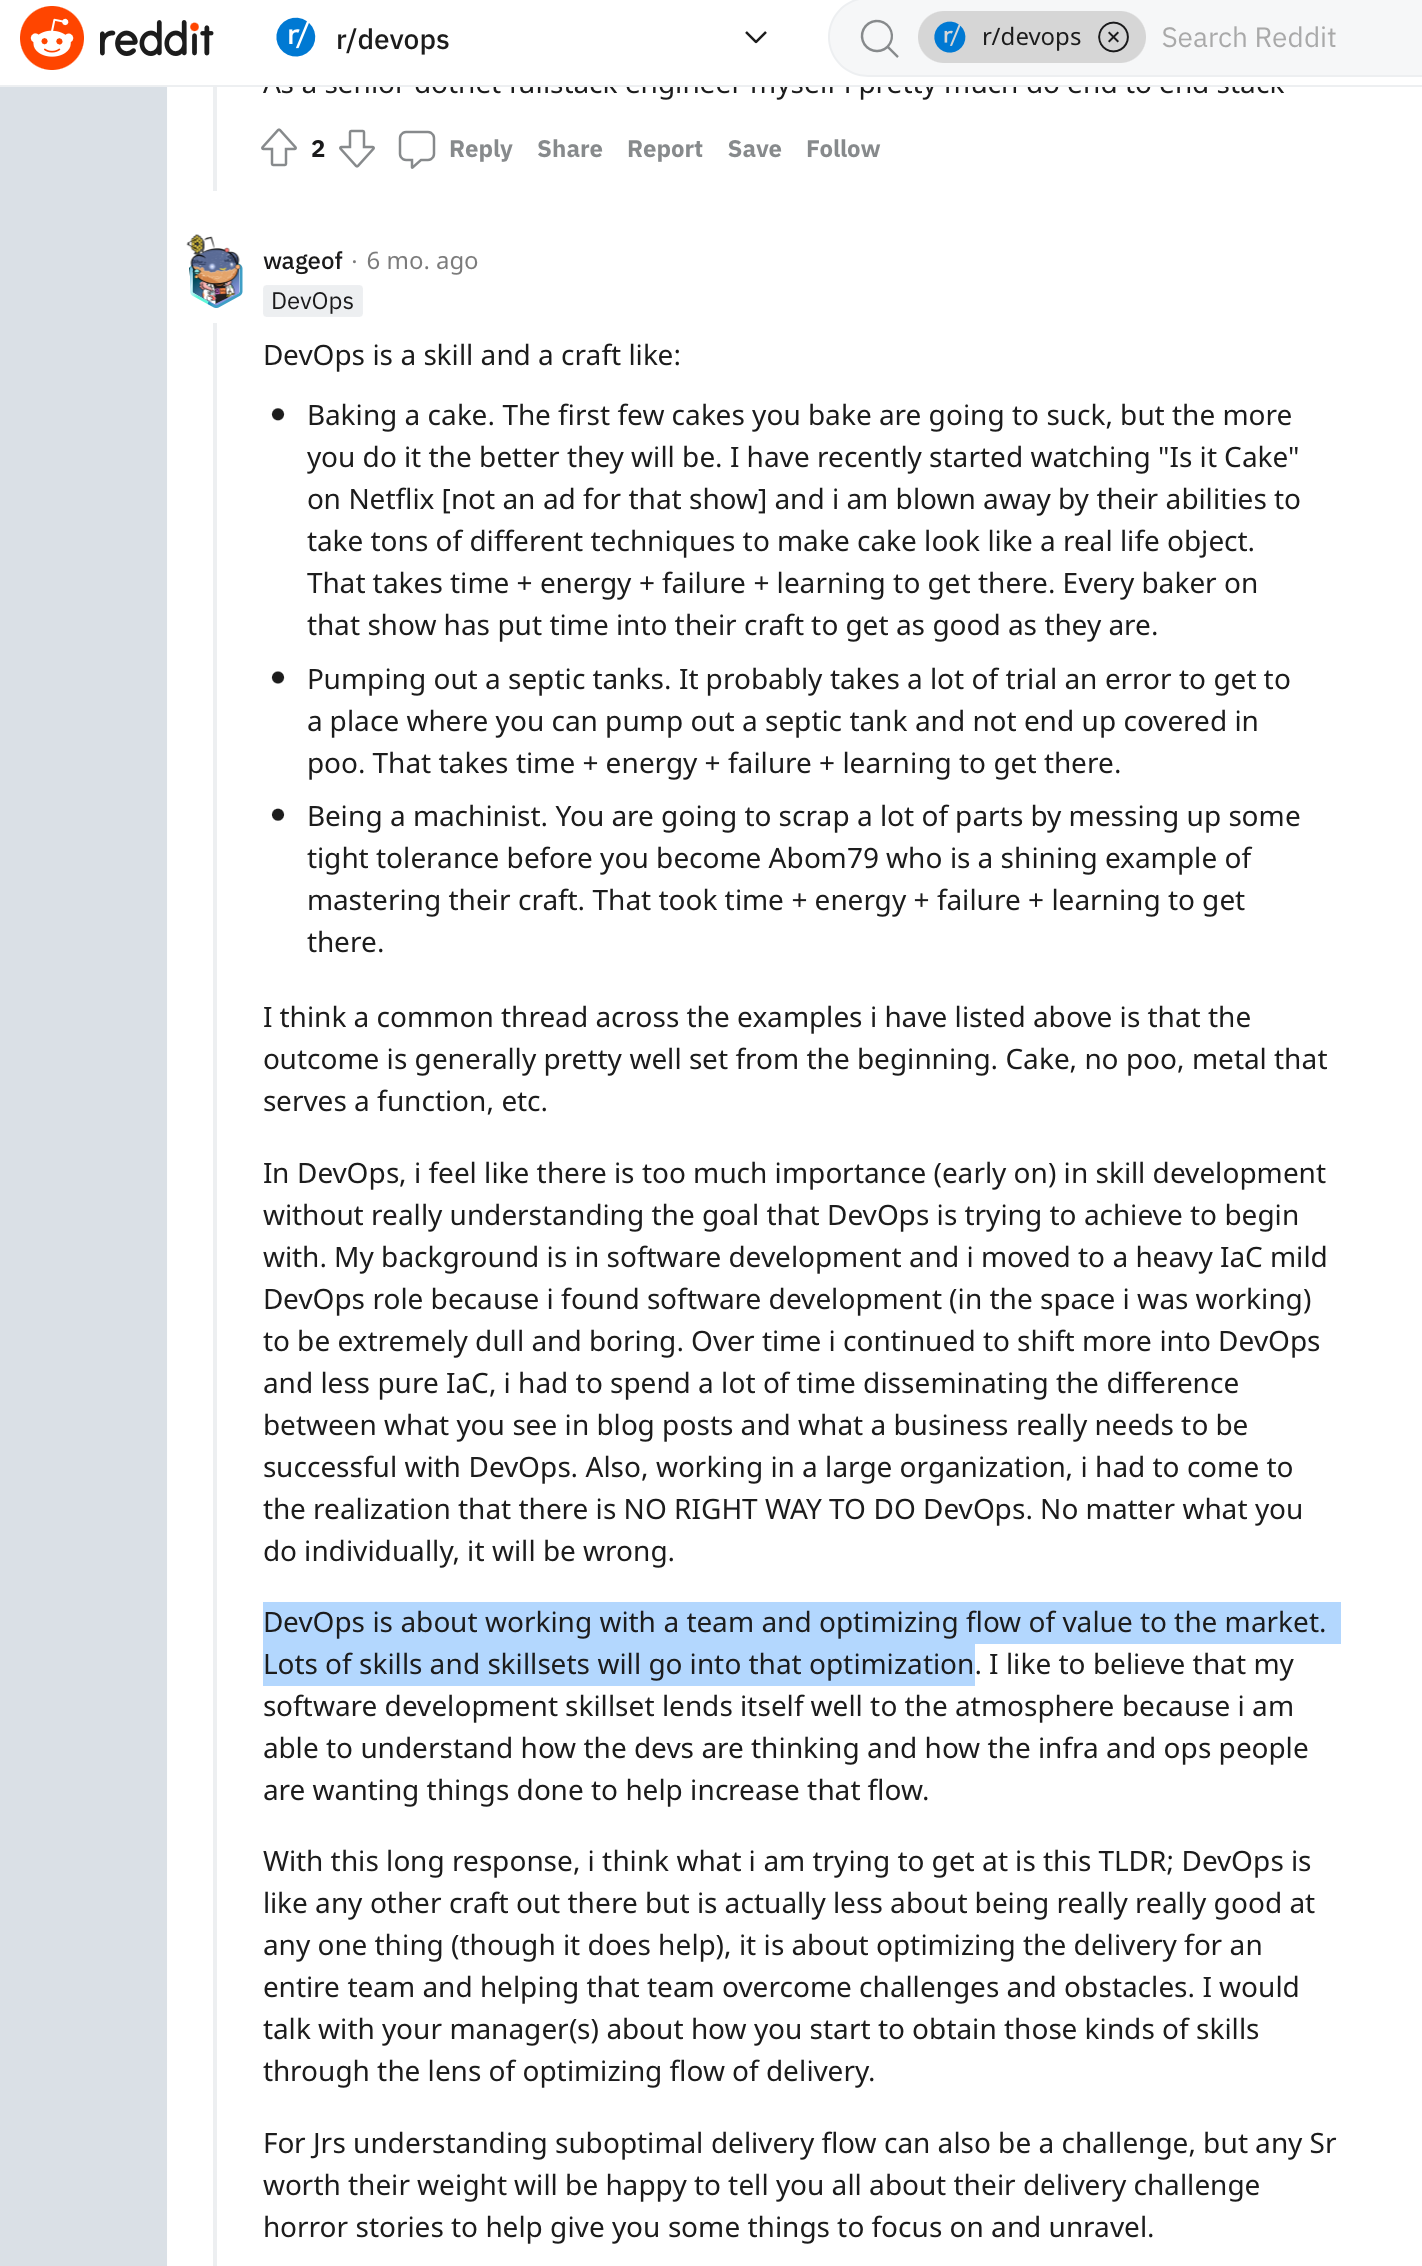 reddit
r/
r/devops
r/
r/devops
Search Reddit
As a senior dotnet fullstack engineer myself i pretty much do end to end stack
2
Reply
Share
Report
Save
Follow
wageof · 6 mo. ago
DevOps
DevOps is a skill and a craft like:
Baking a cake. The first few cakes you bake are going to suck, but the more
you do it the better they will be. I have recently started watching "Is it Cake"
on Netflix [not an ad for that show] and i am blown away by their abilities to
take tons of different techniques to make cake look like a real life object.
That takes time + energy + failure + learning to get there. Every baker on
that show has put time into their craft to get as good as they are.
Pumping out a septic tanks. It probably takes a lot of trial an error to get to
a place where you can pump out a septic tank and not end up covered in
poo. That takes time + energy + failure + learning to get there.
Being a machinist. You are going to scrap a lot of parts by messing up some
tight tolerance before you become Abom79 who is a shining example of
mastering their craft. That took time + energy + failure + learning to get
there.
I think a common thread across the examples i have listed above is that the
outcome is generally pretty well set from the beginning. Cake, no poo, metal that
serves a function, etc.
In DevOps, i feel like there is too much importance (early on) in skill development
without really understanding the goal that DevOps is trying to achieve to begin
with. My background is in software development and i moved to a heavy IaC mild
DevOps role because i found software development (in the space i was working)
to be extremely dull and boring. Over time i continued to shift more into DevOps
and less pure IaC, i had to spend a lot of time disseminating the difference
between what you see in blog posts and what a business really needs to be
successful with DevOps. Also, working in a large organization, i had to come to
the realization that there is NO RIGHT WAY TO DO DevOps. No matter what you
do individually, it will be wrong.
DevOps is about working with a team and optimizing flow of value to the market.
Lots of skills and skillsets will go into that optimization. I like to believe that my
software development skillset lends itself well to the atmosphere because i am
able to understand how the devs are thinking and how the infra and ops people
are wanting things done to help increase that flow.
With this long response, i think what i am trying to get at is this TLDR; DevOps is
like any other craft out there but is actually less about being really really good at
any one thing (though it does help), it is about optimizing the delivery for an
entire team and helping that team overcome challenges and obstacles. I would
talk with your manager(s) about how you start to obtain those kinds of skills
through the lens of optimizing flow of delivery.
For Jrs understanding suboptimal delivery flow can also be a challenge, but any Sr
worth their weight will be happy to tell you all about their delivery challenge
horror stories to help give you some things to focus on and unravel.